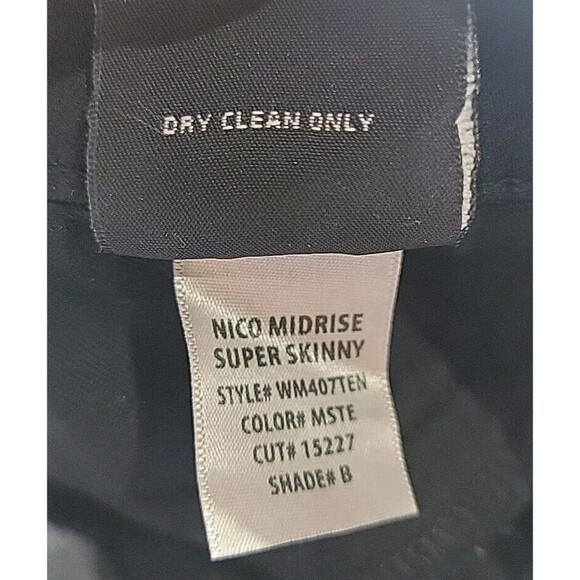 DRY CLEAN ONLY
NICO MIDRISE
SUPER SKINNY
STYLE# WM407TEN
COLOR# MSTE
CUT# 15227
SHADE# B